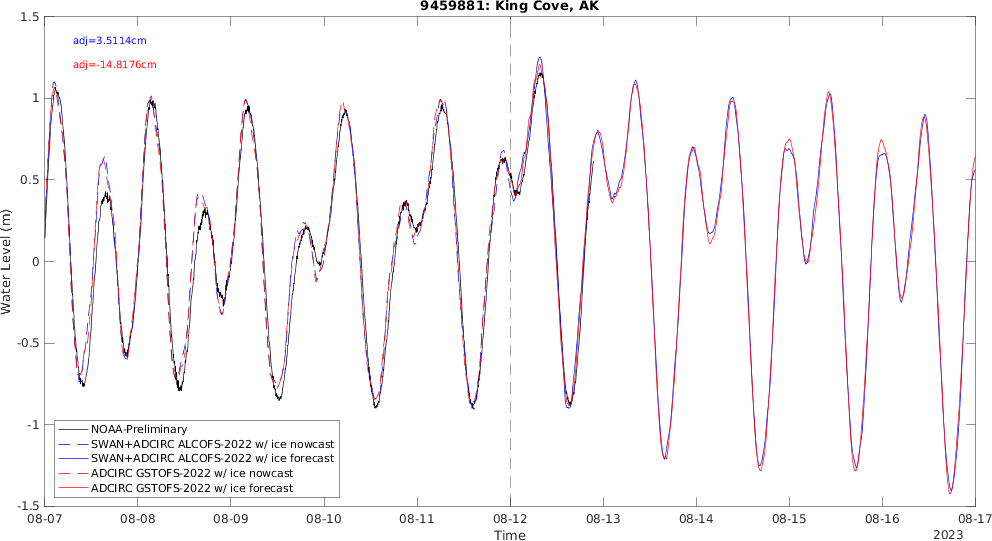 9459881: King Cove, AK
adj=3.5114cm
adj=-14.8176cm
Water Level (m)
1.5
1
0.5
0
-0.5
-1
-1.5
NOAA-Preliminary
SWAN+ADCIRC ALCOFS-2022 w/ ice nowcast
SWAN+ADCIRC ALCOFS-2022 w/ ice forecast
ADCIRC GSTOFS-2022 w/ ice nowcast
ADCIRC GSTOFS-2022 w/ ice forecast
08-07 08-08 08-09 08-10 08-11 08-12 08-13 08-14 08-15 08-16 08-17
2023
Time